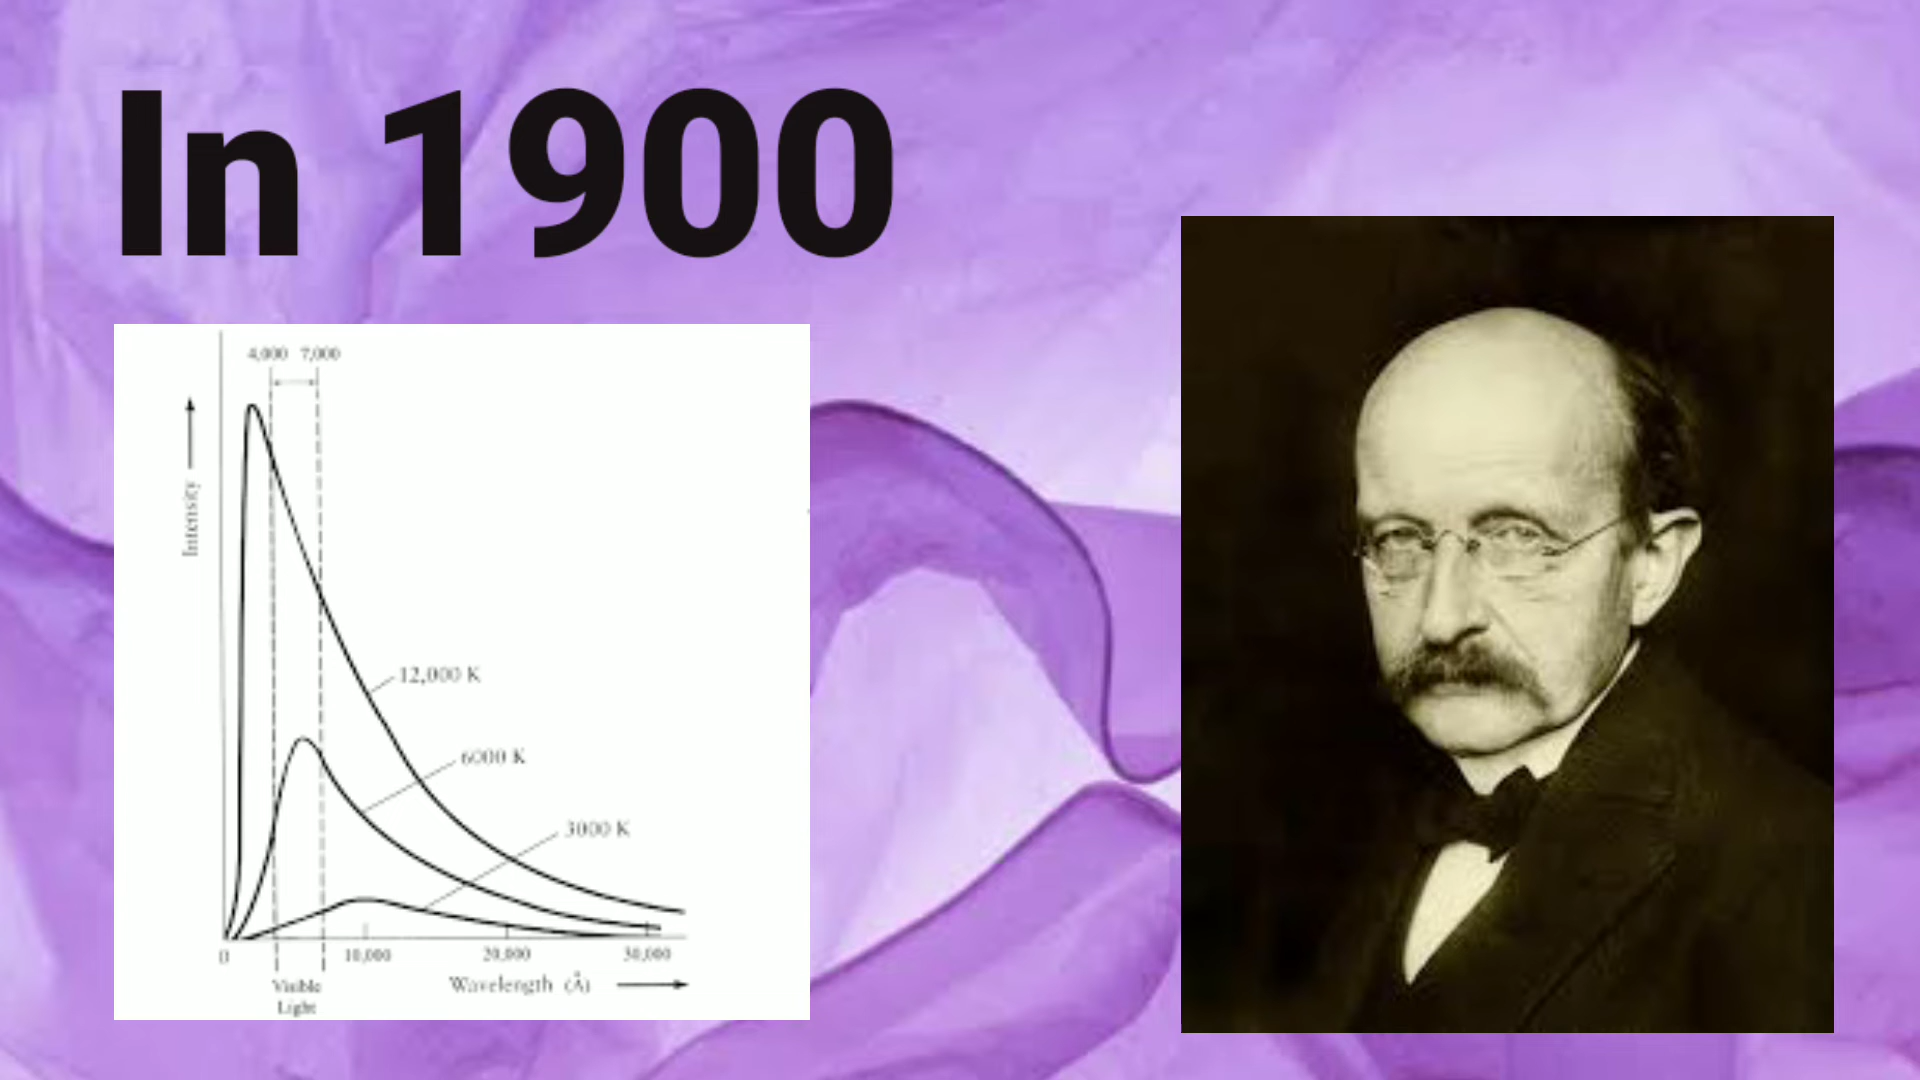 In 1900
4,000 7,000
Intensity
12,000 K
6000 K
3000 K
0 10,000 20,000 30,000
Wavelength (Å)
Visible
Light